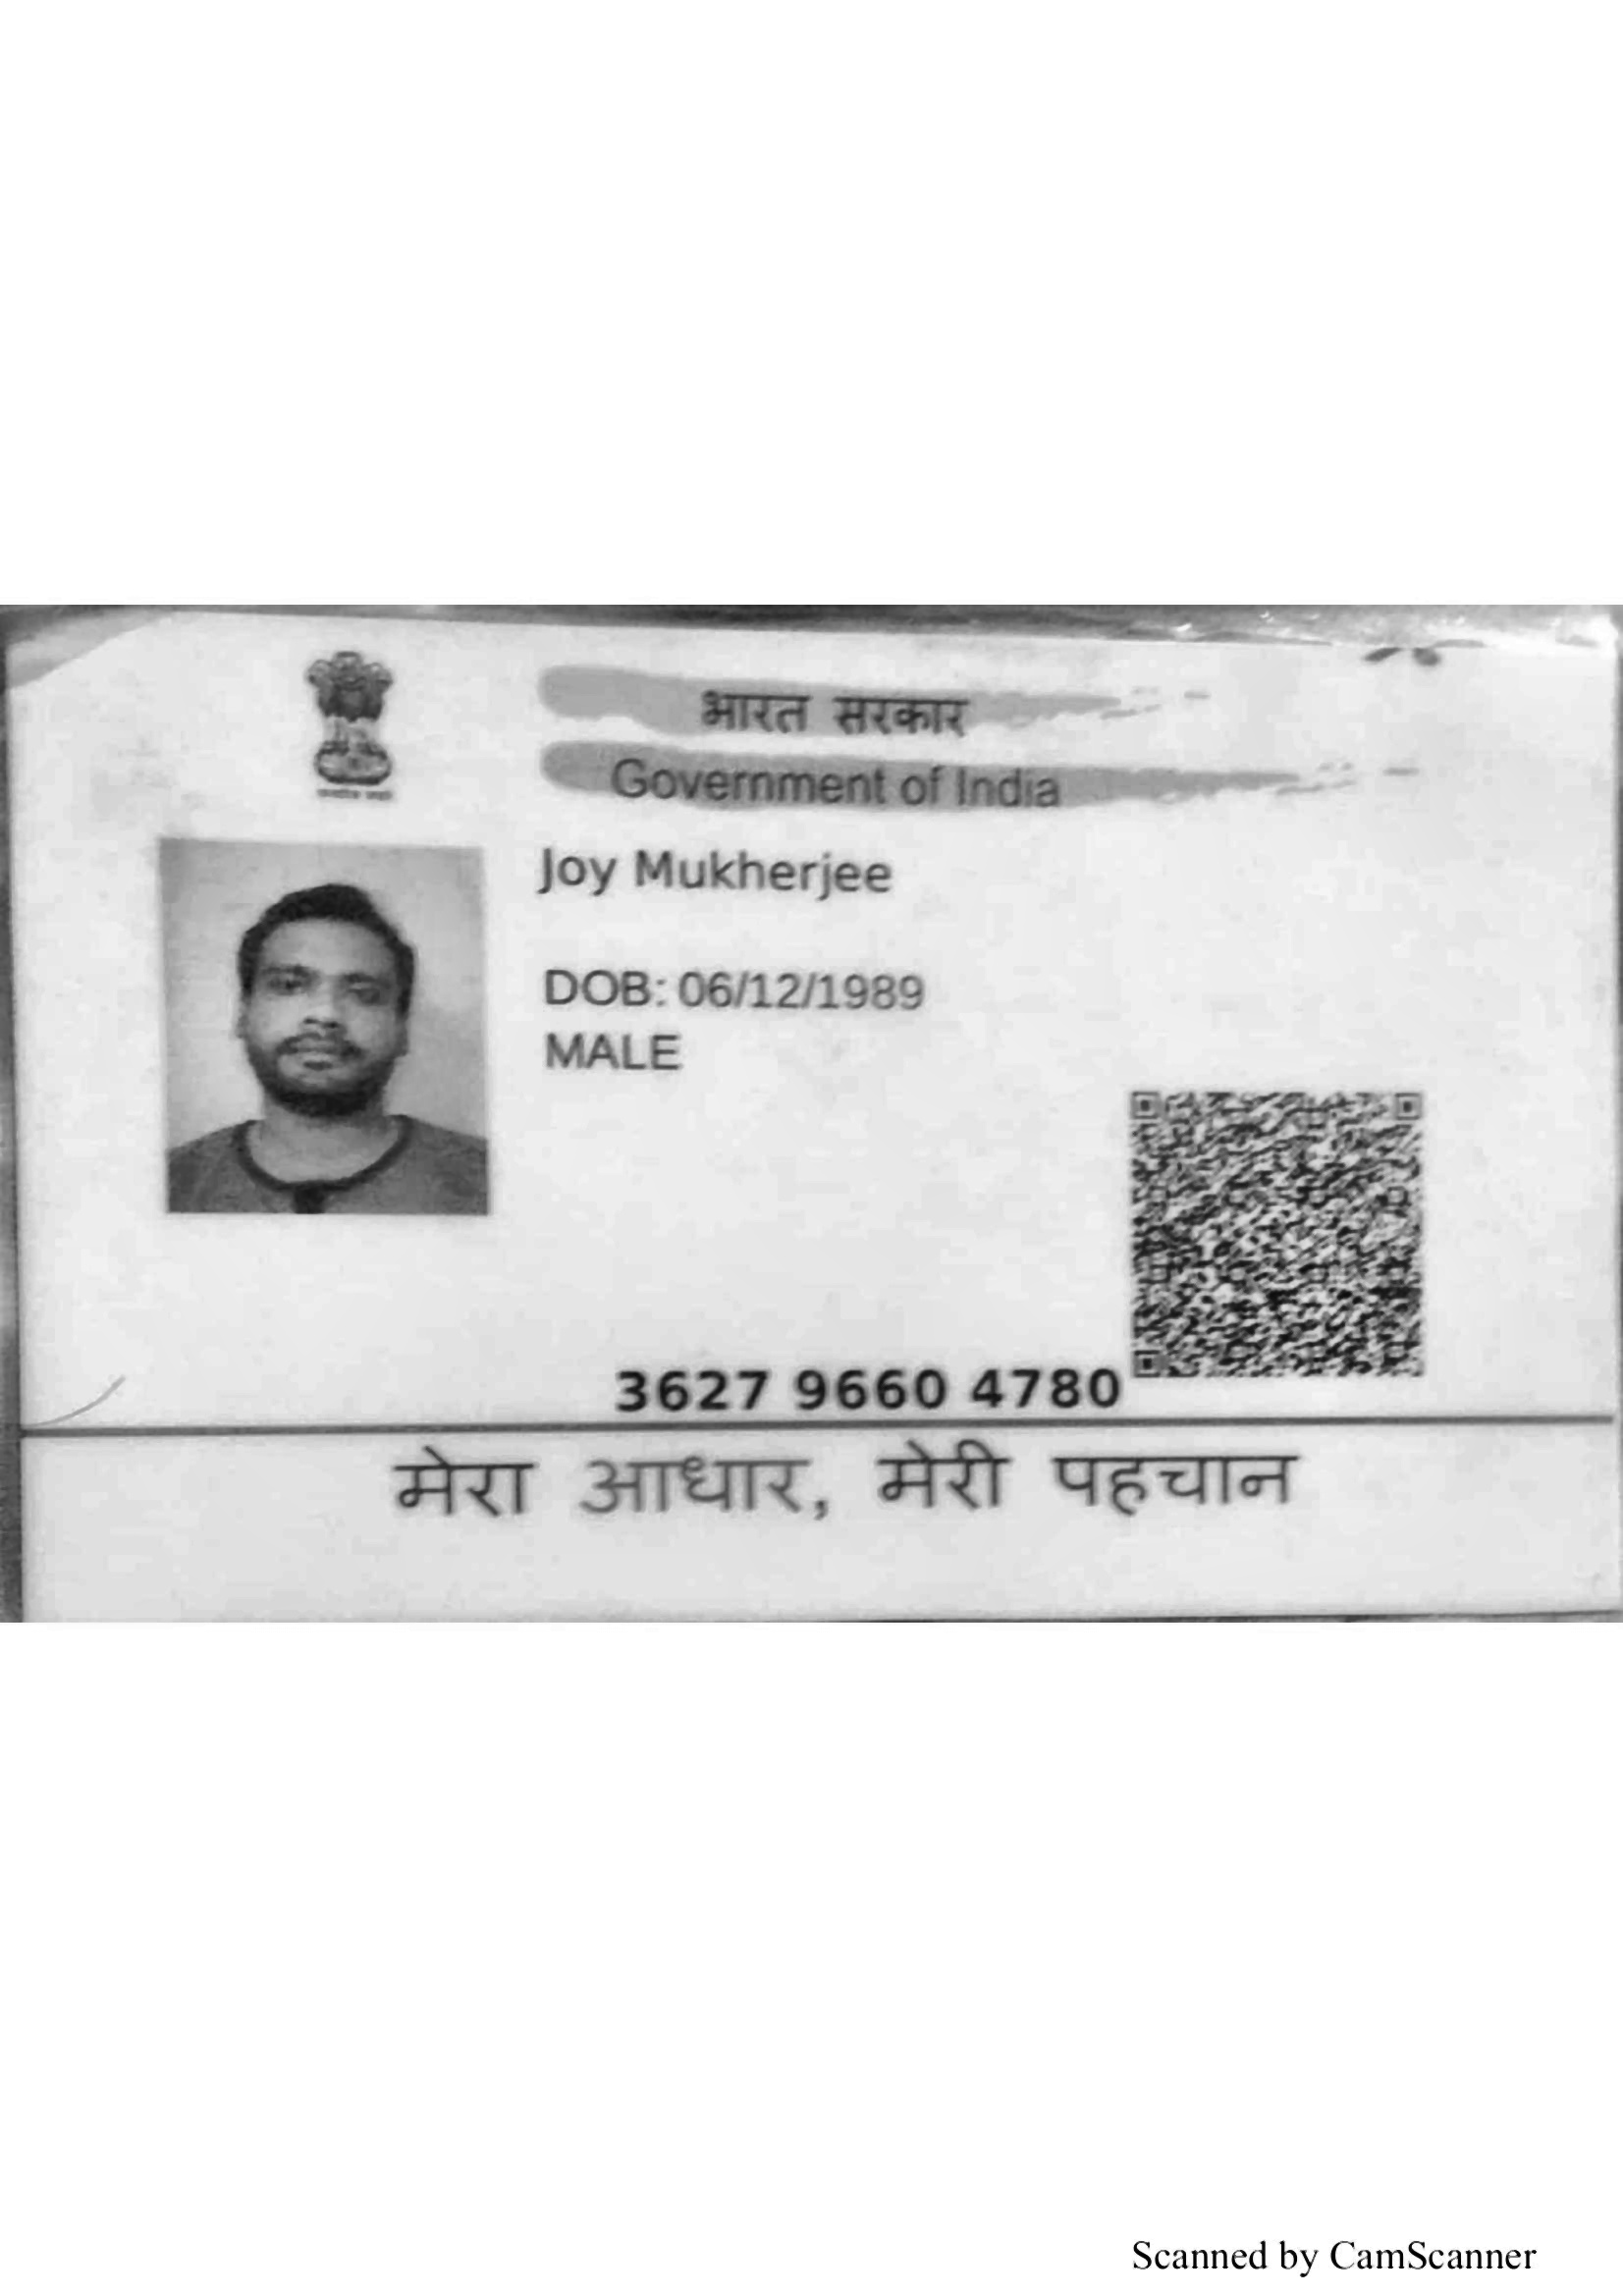 भारत सरकार
Government of India
Joy Mukherjee
DOB: 06/12/1989
MALE
3627 9660 4780
मेरा आधार, मेरी पहचान
Scanned by CamScanner